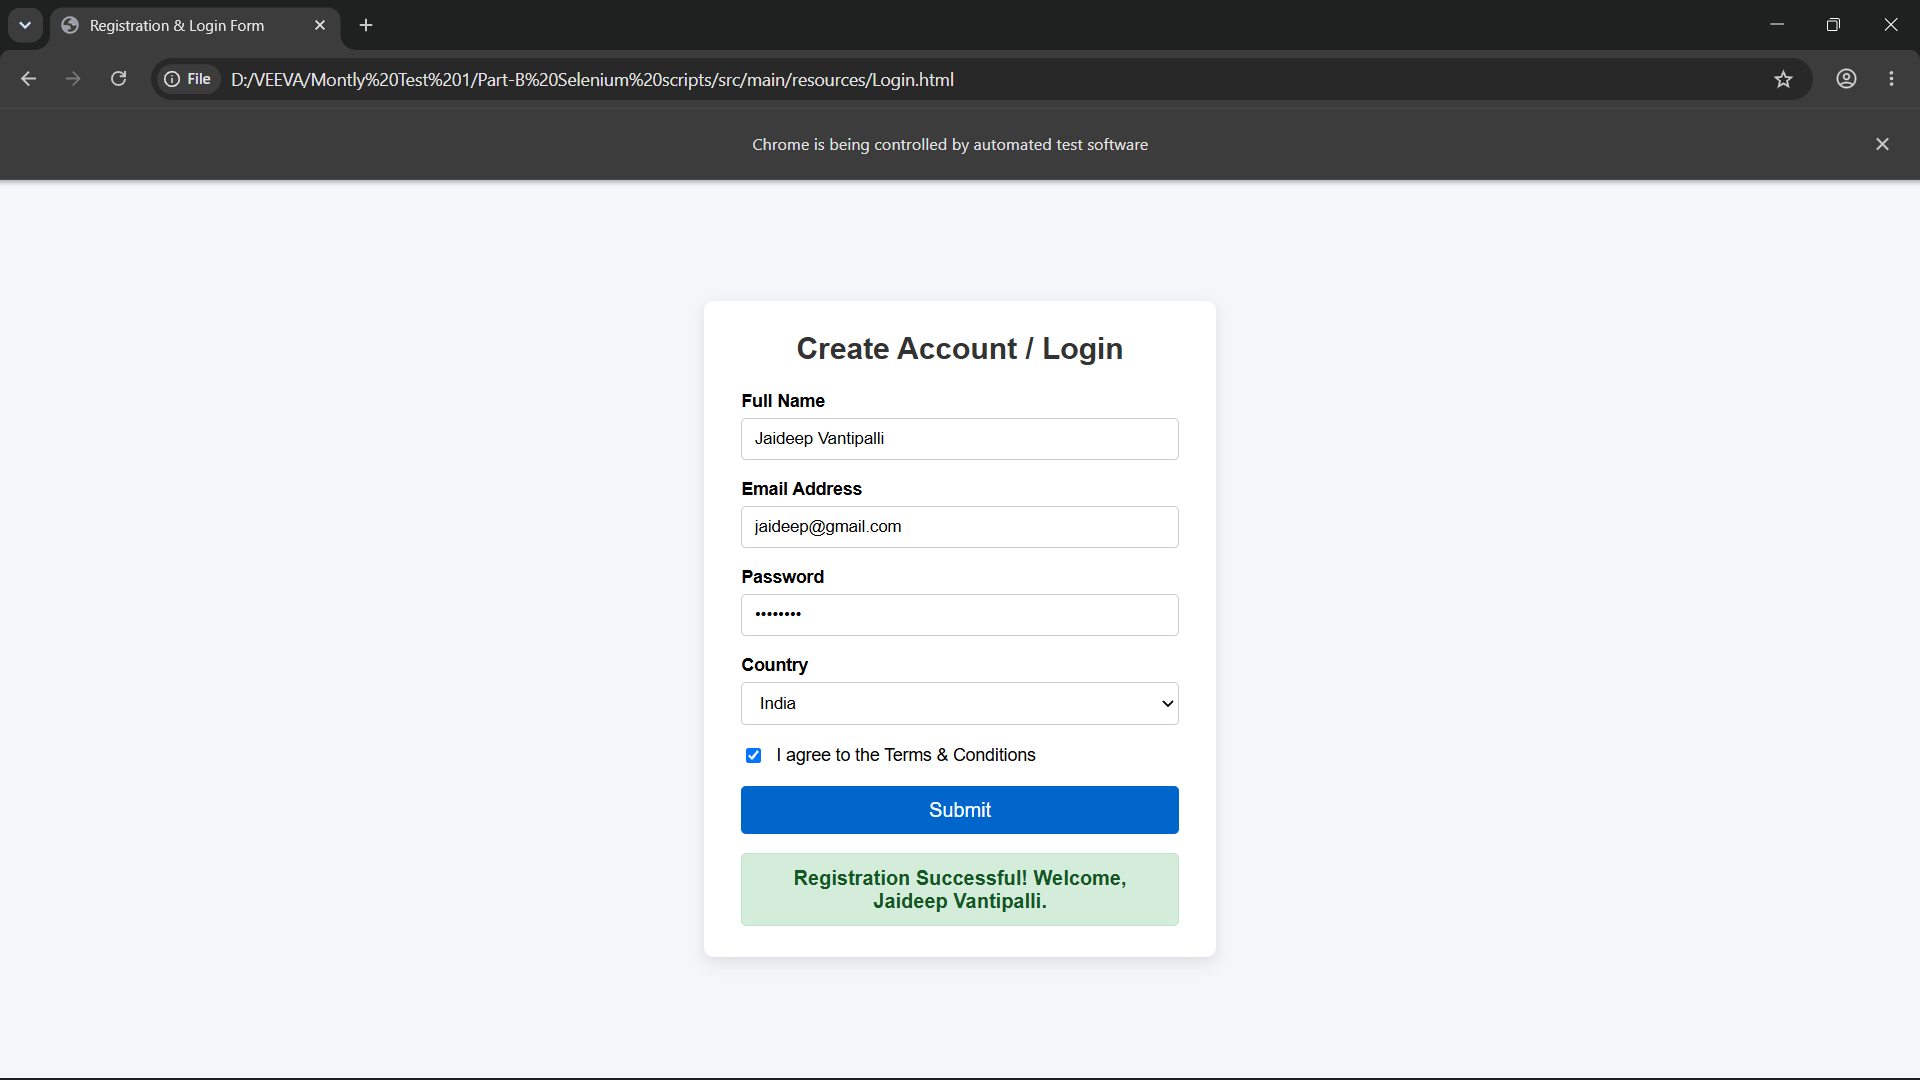 Registration & Login Form
File D:/VEEVA/Montly%20Test%201/Part-B%20Selenium%20scripts/src/main/resources/Login.html
Chrome is being controlled by automated test software
Create Account / Login
Full Name
Jaideep Vantipalli
Email Address
jaideep@gmail.com
Password
••••••••
Country
India
I agree to the Terms & Conditions
Submit
Registration Successful! Welcome,
Jaideep Vantipalli.